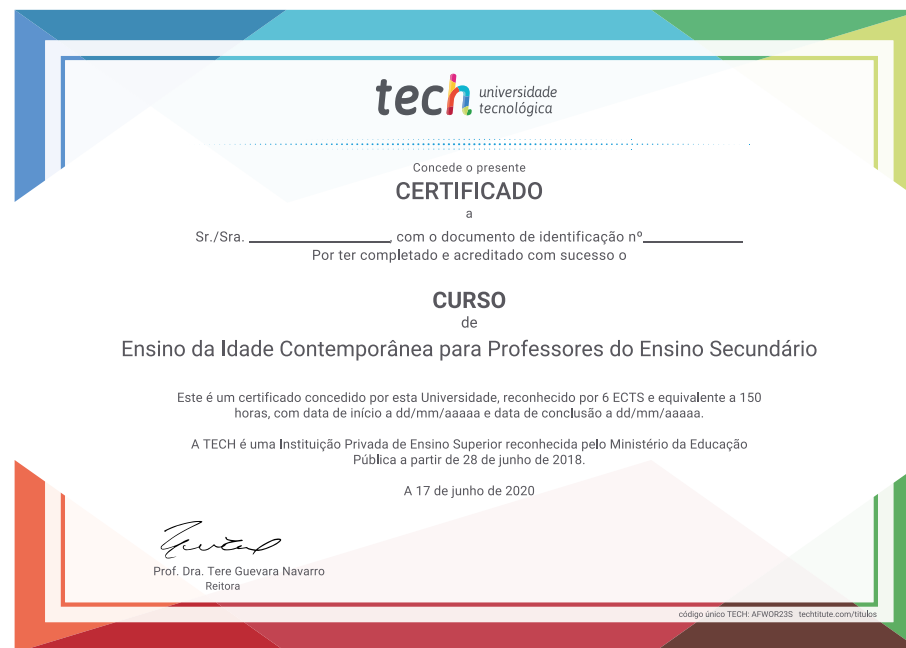 tech universidade
tecnológica
Concede o presente
CERTIFICADO
a
Sr./Sra. , com o documento de identificação nº
Por ter completado e acreditado com sucesso o
CURSO
de
Ensino da Idade Contemporânea para Professores do Ensino Secundário
Este é um certificado concedido por esta Universidade, reconhecido por 6 ECTS e equivalente a 150
horas, com data de início a dd/mm/aaaaa e data de conclusão a dd/mm/aaaaa.
A TECH é uma Instituição Privada de Ensino Superior reconhecida pelo Ministério da Educação
Pública a partir de 28 de junho de 2018.
A 17 de junho de 2020
Prof. Dra. Tere Guevara Navarro
Reitora
código único TECH: AFWOR23S techtitute.com/titulos